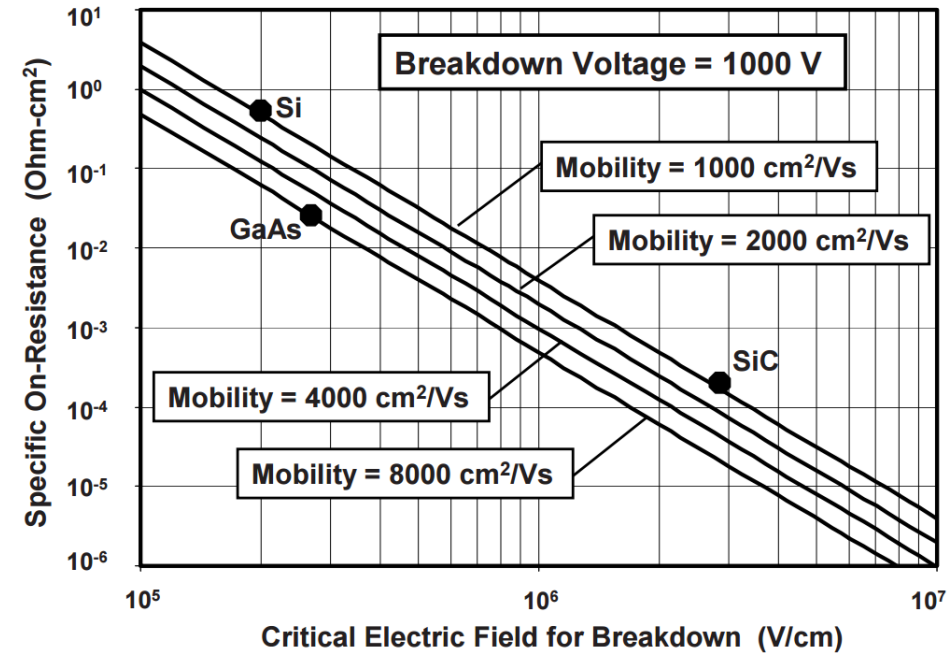 Breakdown Voltage = 1000 V
Si
Mobility = 1000 cm²/Vs
GaAs
Mobility = 2000 cm²/Vs
SiC
Mobility = 4000 cm²/Vs
Mobility = 8000 cm²/Vs
Specific On-Resistance (Ohm-cm²)
10¹
10⁰
10⁻¹
10⁻²
10⁻³
10⁻⁴
10⁻⁵
10⁻⁶
10⁵ 10⁶ 10⁷
Critical Electric Field for Breakdown (V/cm)